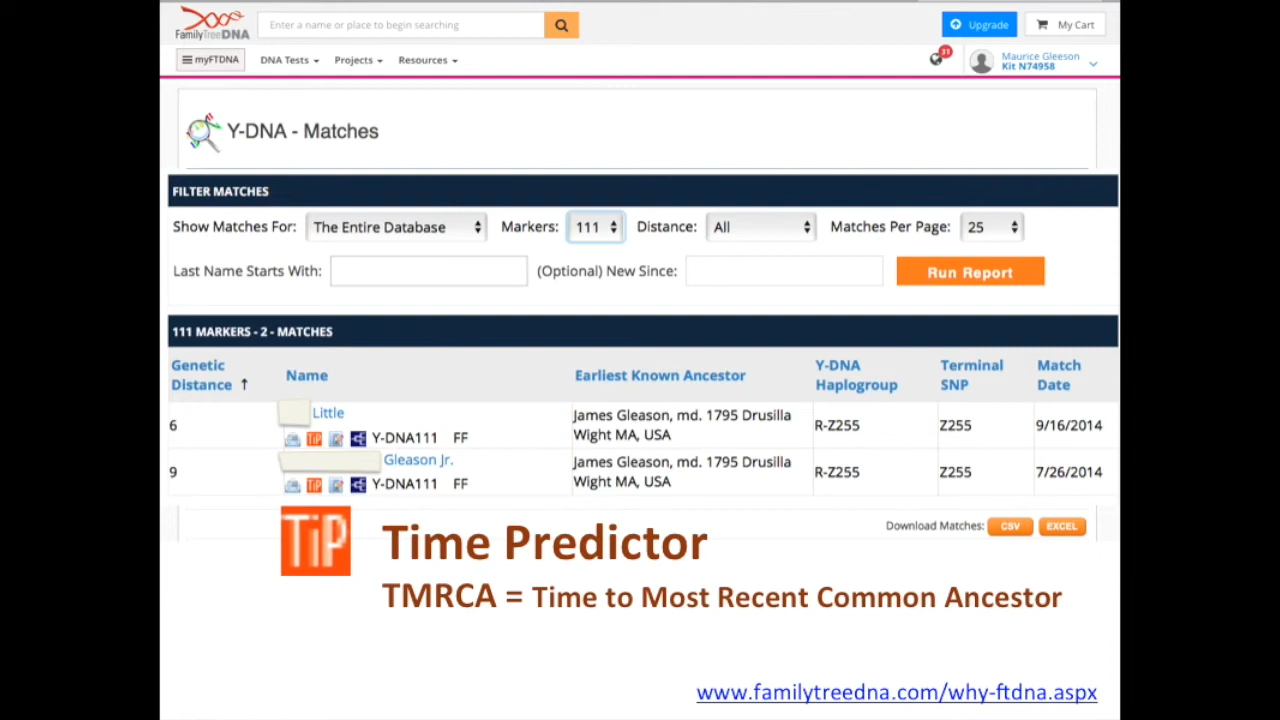 FamilyTreeDNA
Enter a name or place to begin searching
Upgrade
My Cart
myFTDNA
DNA Tests
Projects
Resources
31
Maurice Gleeson
Kit N74958
Y-DNA - Matches
FILTER MATCHES
Show Matches For: The Entire Database Markers: 111 Distance: All Matches Per Page: 25
Last Name Starts With: (Optional) New Since: Run Report
111 MARKERS - 2 - MATCHES
Genetic Distance ↑ Name Earliest Known Ancestor Y-DNA Haplogroup Terminal SNP Match Date
6 Little James Gleason, md. 1795 Drusilla R-Z255 Z255 9/16/2014
TiP Y-DNA111 FF Wight MA, USA
9 Gleason Jr. James Gleason, md. 1795 Drusilla R-Z255 Z255 7/26/2014
TiP Y-DNA111 FF Wight MA, USA
Download Matches: CSV EXCEL
TiP Time Predictor
TMRCA = Time to Most Recent Common Ancestor
www.familytreedna.com/why-ftdna.aspx